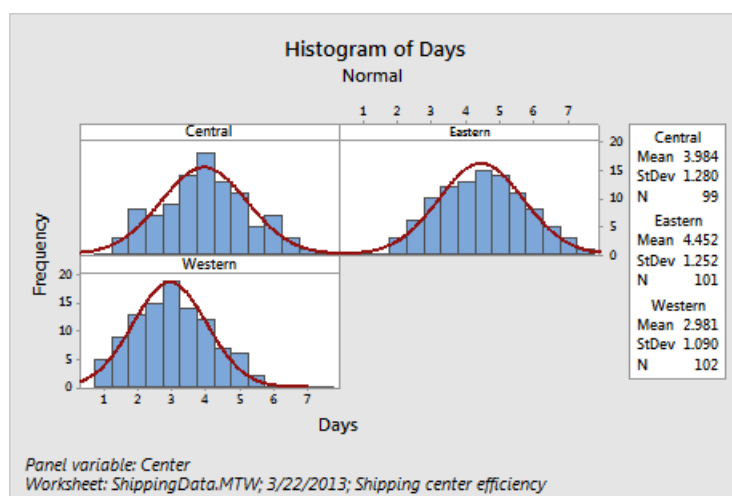 Histogram of Days
Normal
1 2 3 4 5 6 7
Central Eastern
20
15
10
5
0
Western
20
15
10
5
0
1 2 3 4 5 6 7
Frequency
Days
Central
Mean 3.984
StDev 1.280
N 99
Eastern
Mean 4.452
StDev 1.252
N 101
Western
Mean 2.981
StDev 1.090
N 102
Panel variable: Center
Worksheet: ShippingData.MTW; 3/22/2013; Shipping center efficiency